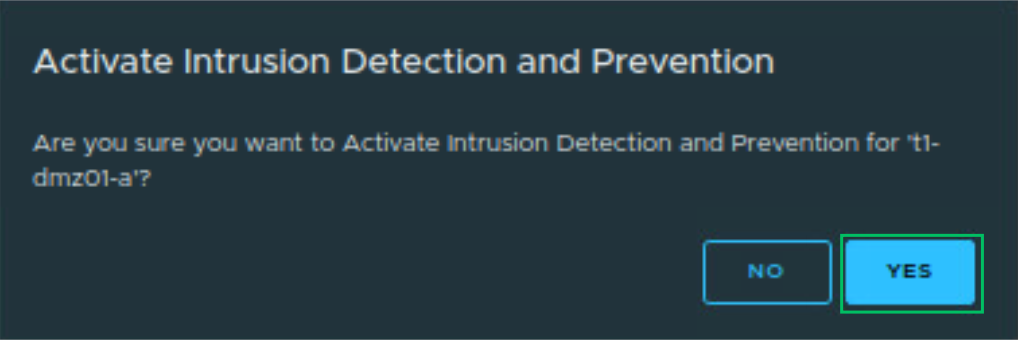 Activate Intrusion Detection and Prevention
Are you sure you want to Activate Intrusion Detection and Prevention for 't1-
dmz01-a'?
NO
YES